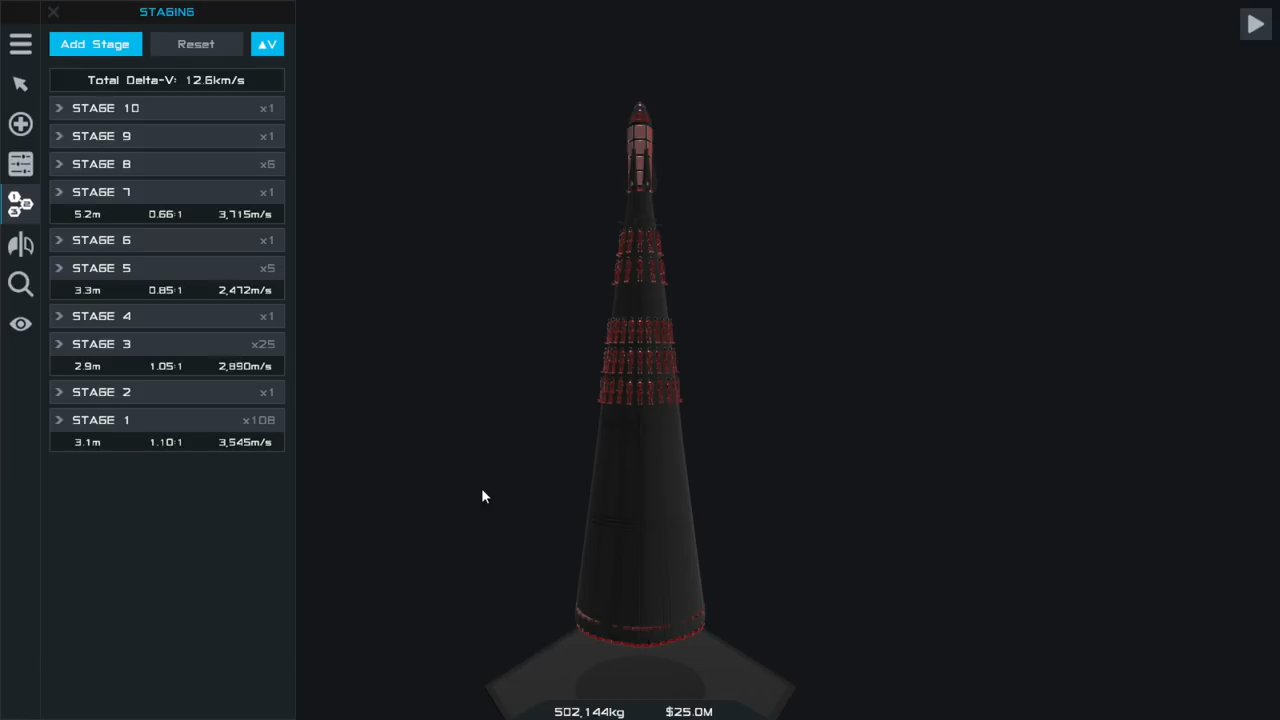 STAGING
Add Stage Reset ▲V
Total Delta-V: 12.6km/s
STAGE 10 x1
STAGE 9 x1
STAGE 8 x6
STAGE 7 x1
5.2m 0.66:1 3,715m/s
STAGE 6 x1
STAGE 5 x5
3.3m 0.85:1 2,472m/s
STAGE 4 x1
STAGE 3 x25
2.9m 1.05:1 2,890m/s
STAGE 2 x1
STAGE 1 x108
3.1m 1.10:1 3,545m/s
502,144kg $25.0M